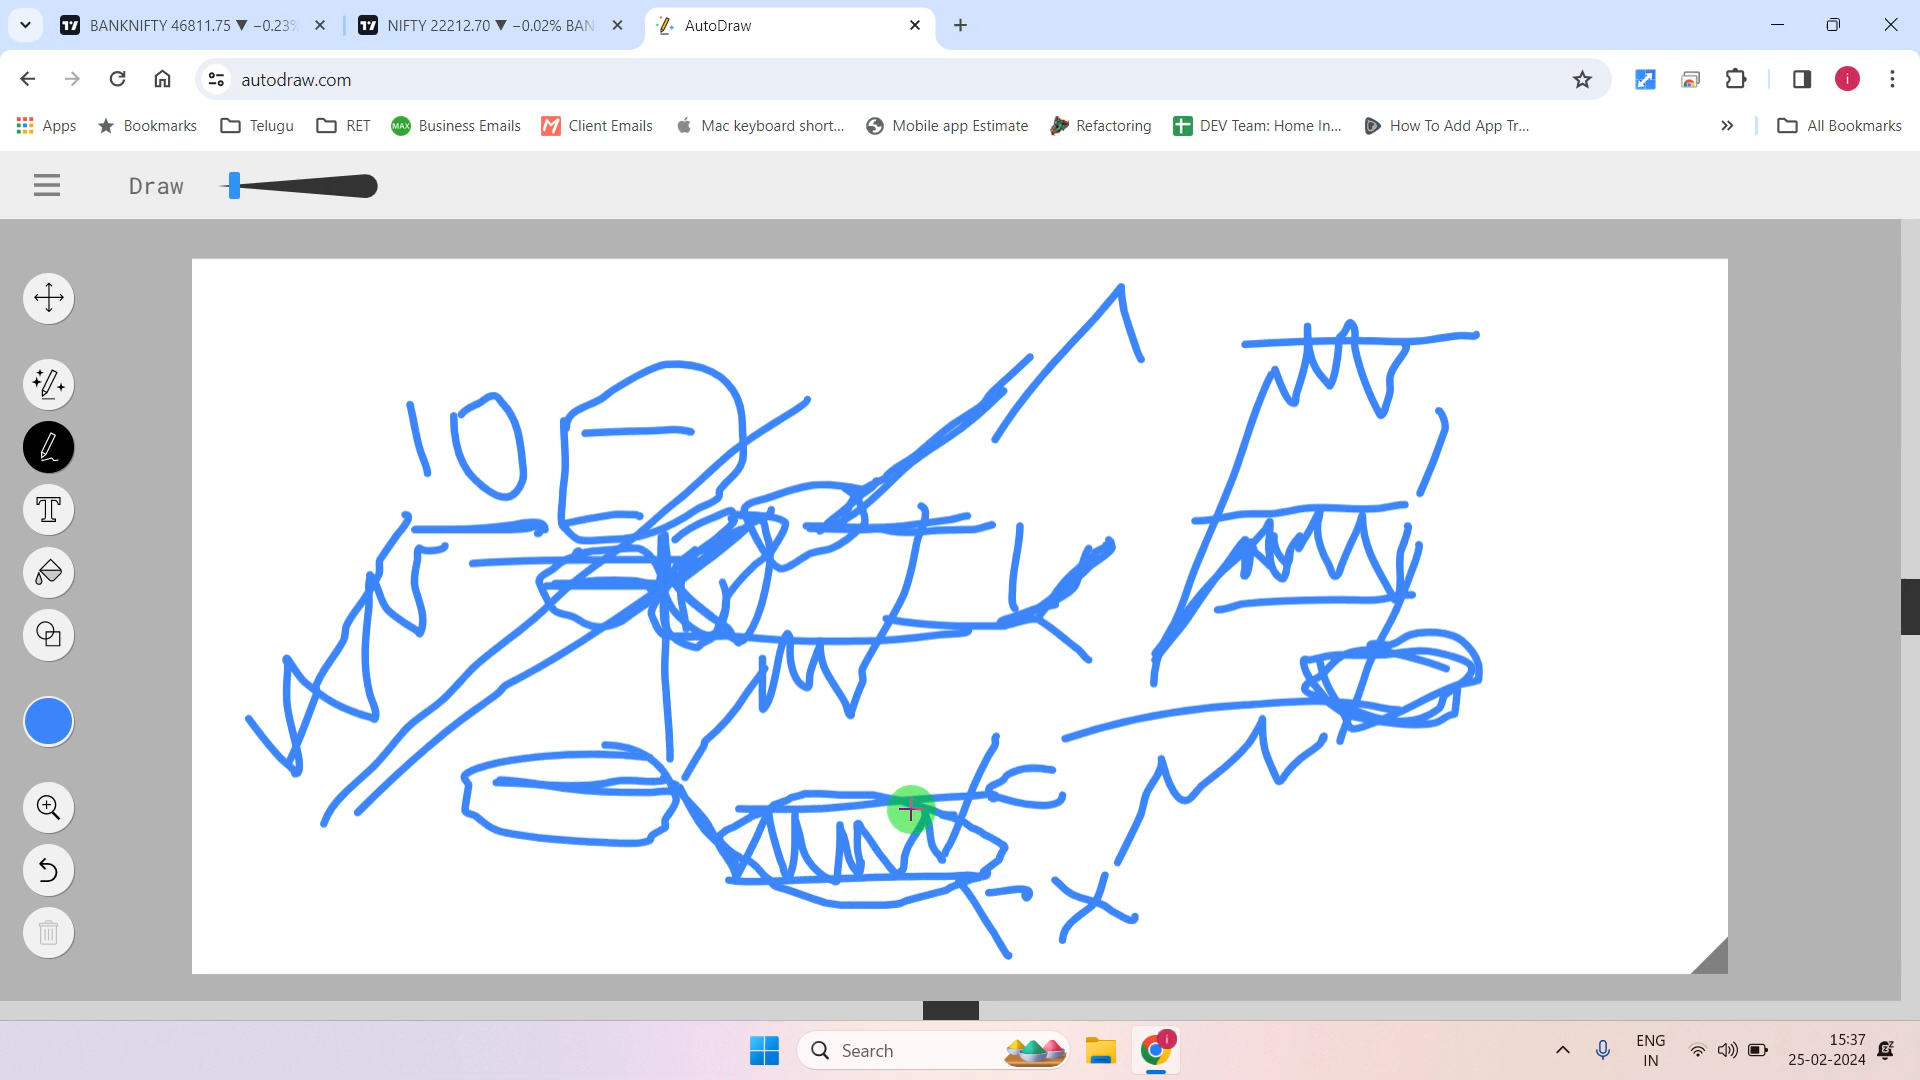 BANKNIFTY 46811.75 ▼ −0.23%
NIFTY 22212.70 ▼ −0.02% BAN
AutoDraw
autodraw.com
Apps
Bookmarks
Telugu
RET
MAX
Business Emails
Client Emails
Mac keyboard short...
Mobile app Estimate
Refactoring
DEV Team: Home In...
How To Add App Tr...
All Bookmarks
Draw
10
Search
ENG
IN
15:37
25-02-2024